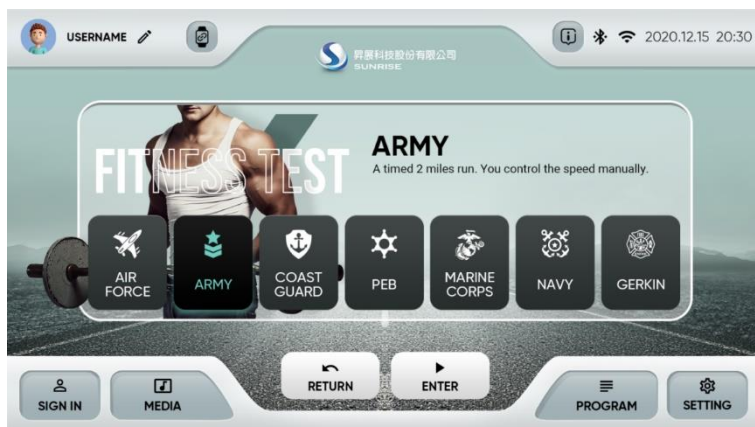 USERNAME
昇展科技股份有限公司
SUNRISE
2020.12.15 20:30
FITNESS TEST
ARMY
A timed 2 miles run. You control the speed manually.
AIR
FORCE
ARMY
COAST
GUARD
PEB
MARINE
CORPS
NAVY
GERKIN
RETURN
ENTER
SIGN IN
MEDIA
PROGRAM
SETTING